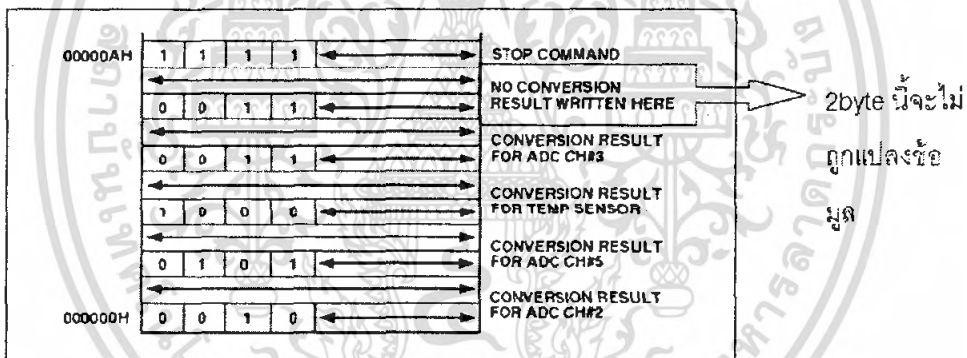 00000AH 1 1 1 1 STOP COMMAND
NO CONVERSION
0 0 1 1 RESULT WRITTEN HERE
2byte นี้จะไม่
ถูกแปลงข้อ
มูล
CONVERSION RESULT
0 0 1 1 FOR ADC CH#3
CONVERSION RESULT
1 0 0 0 FOR TEMP SENSOR
CONVERSION RESULT
0 1 0 1 FOR ADC CH#5
CONVERSION RESULT
000000H 0 0 1 0 FOR ADC CH#2